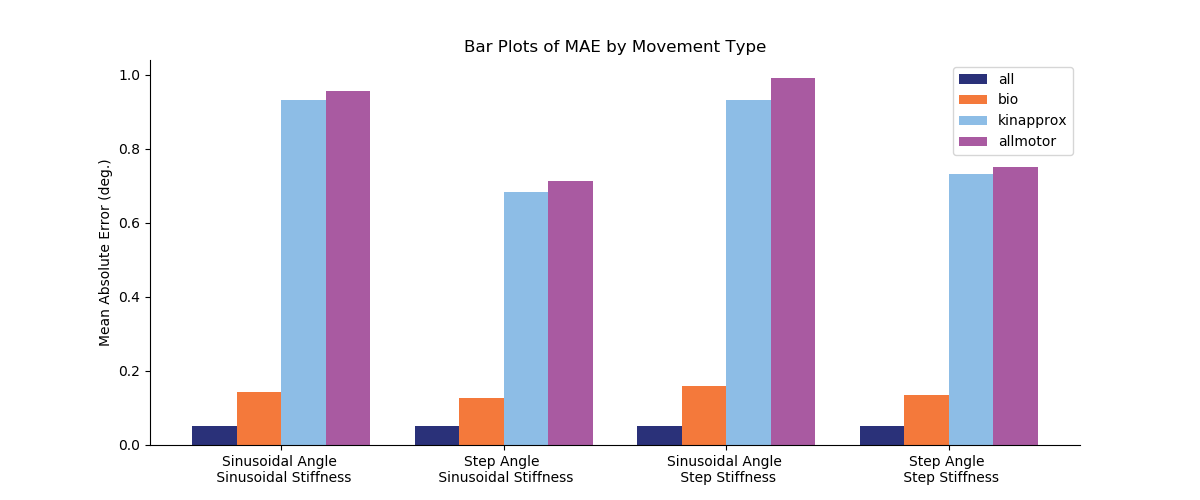 Bar Plots of MAE by Movement Type
Mean Absolute Error (deg.)
1.0
0.8
0.6
0.4
0.2
0.0
all
bio
kinapprox
allmotor
Sinusoidal Angle
Sinusoidal Stiffness
Step Angle
Sinusoidal Stiffness
Sinusoidal Angle
Step Stiffness
Step Angle
Step Stiffness